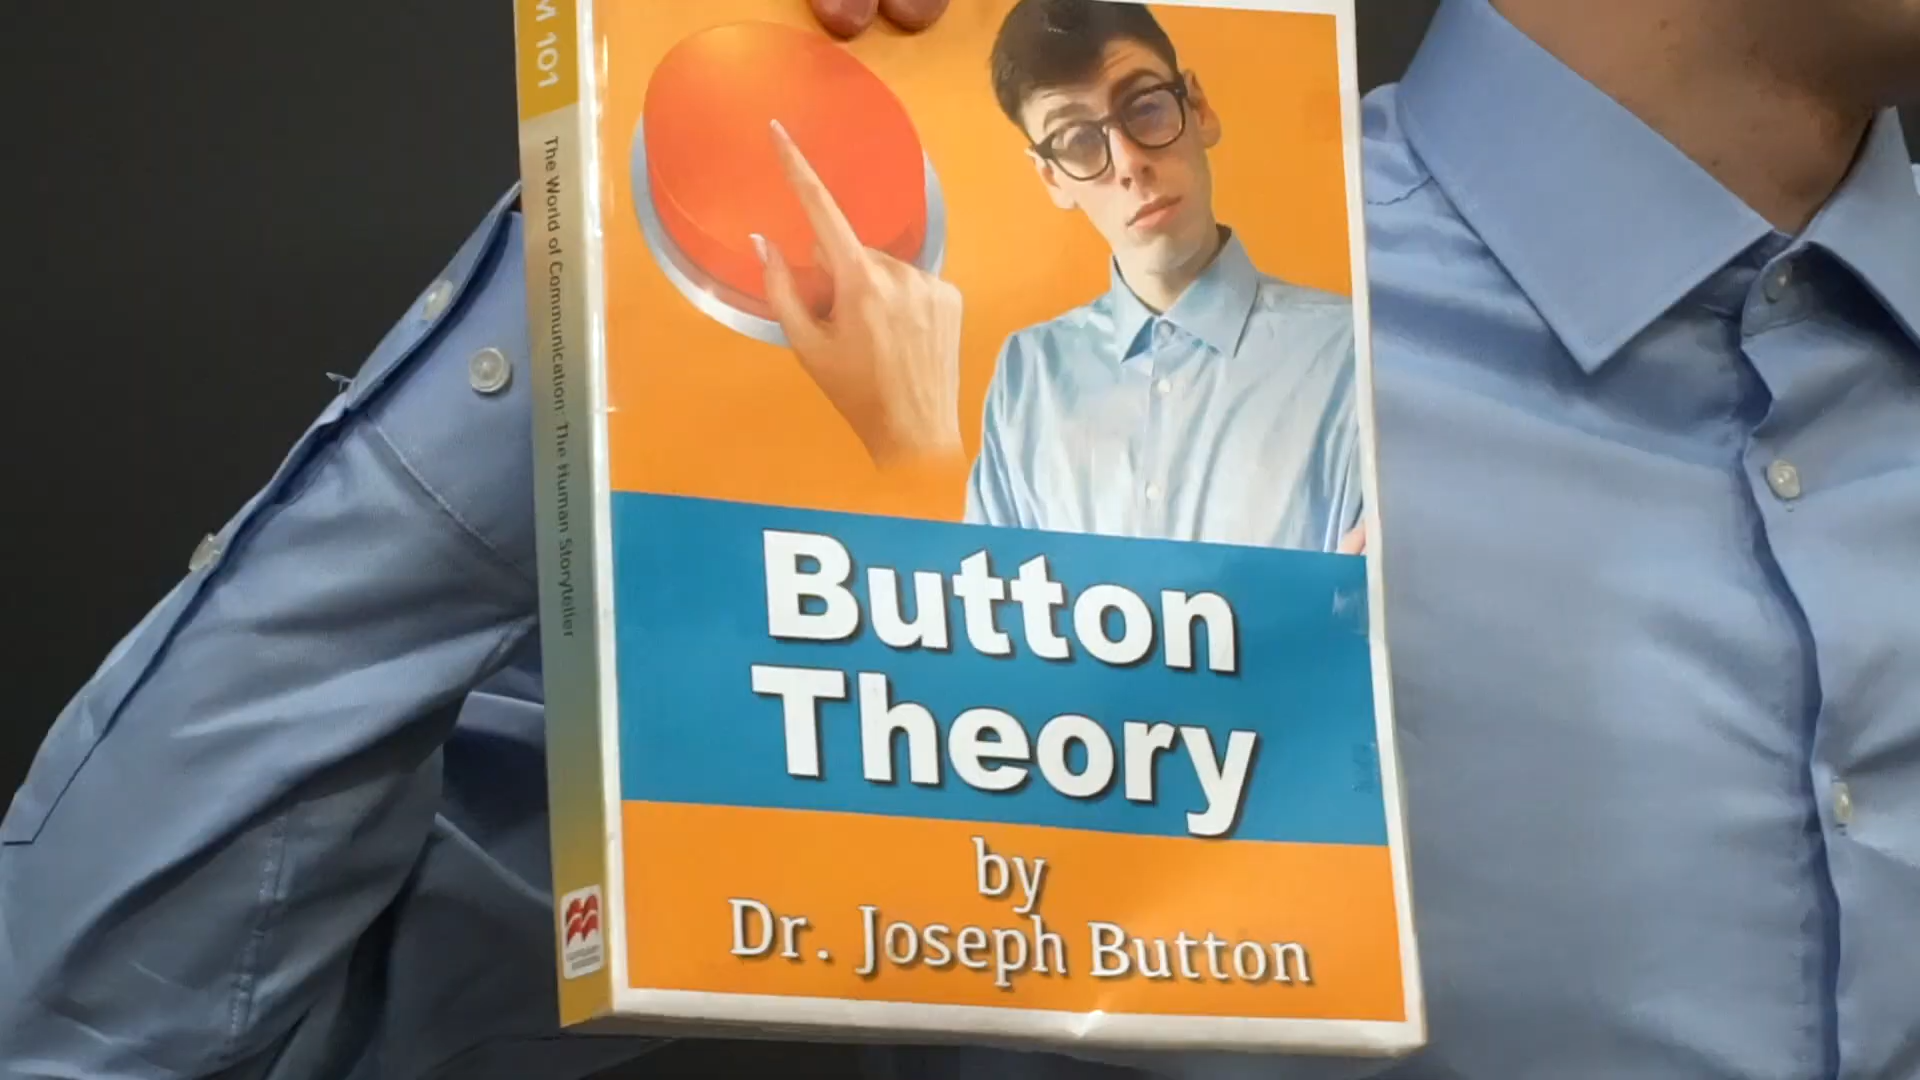 M 101
The World of Communication: The Human Storyteller
Button
Theory
by
Dr. Joseph Button